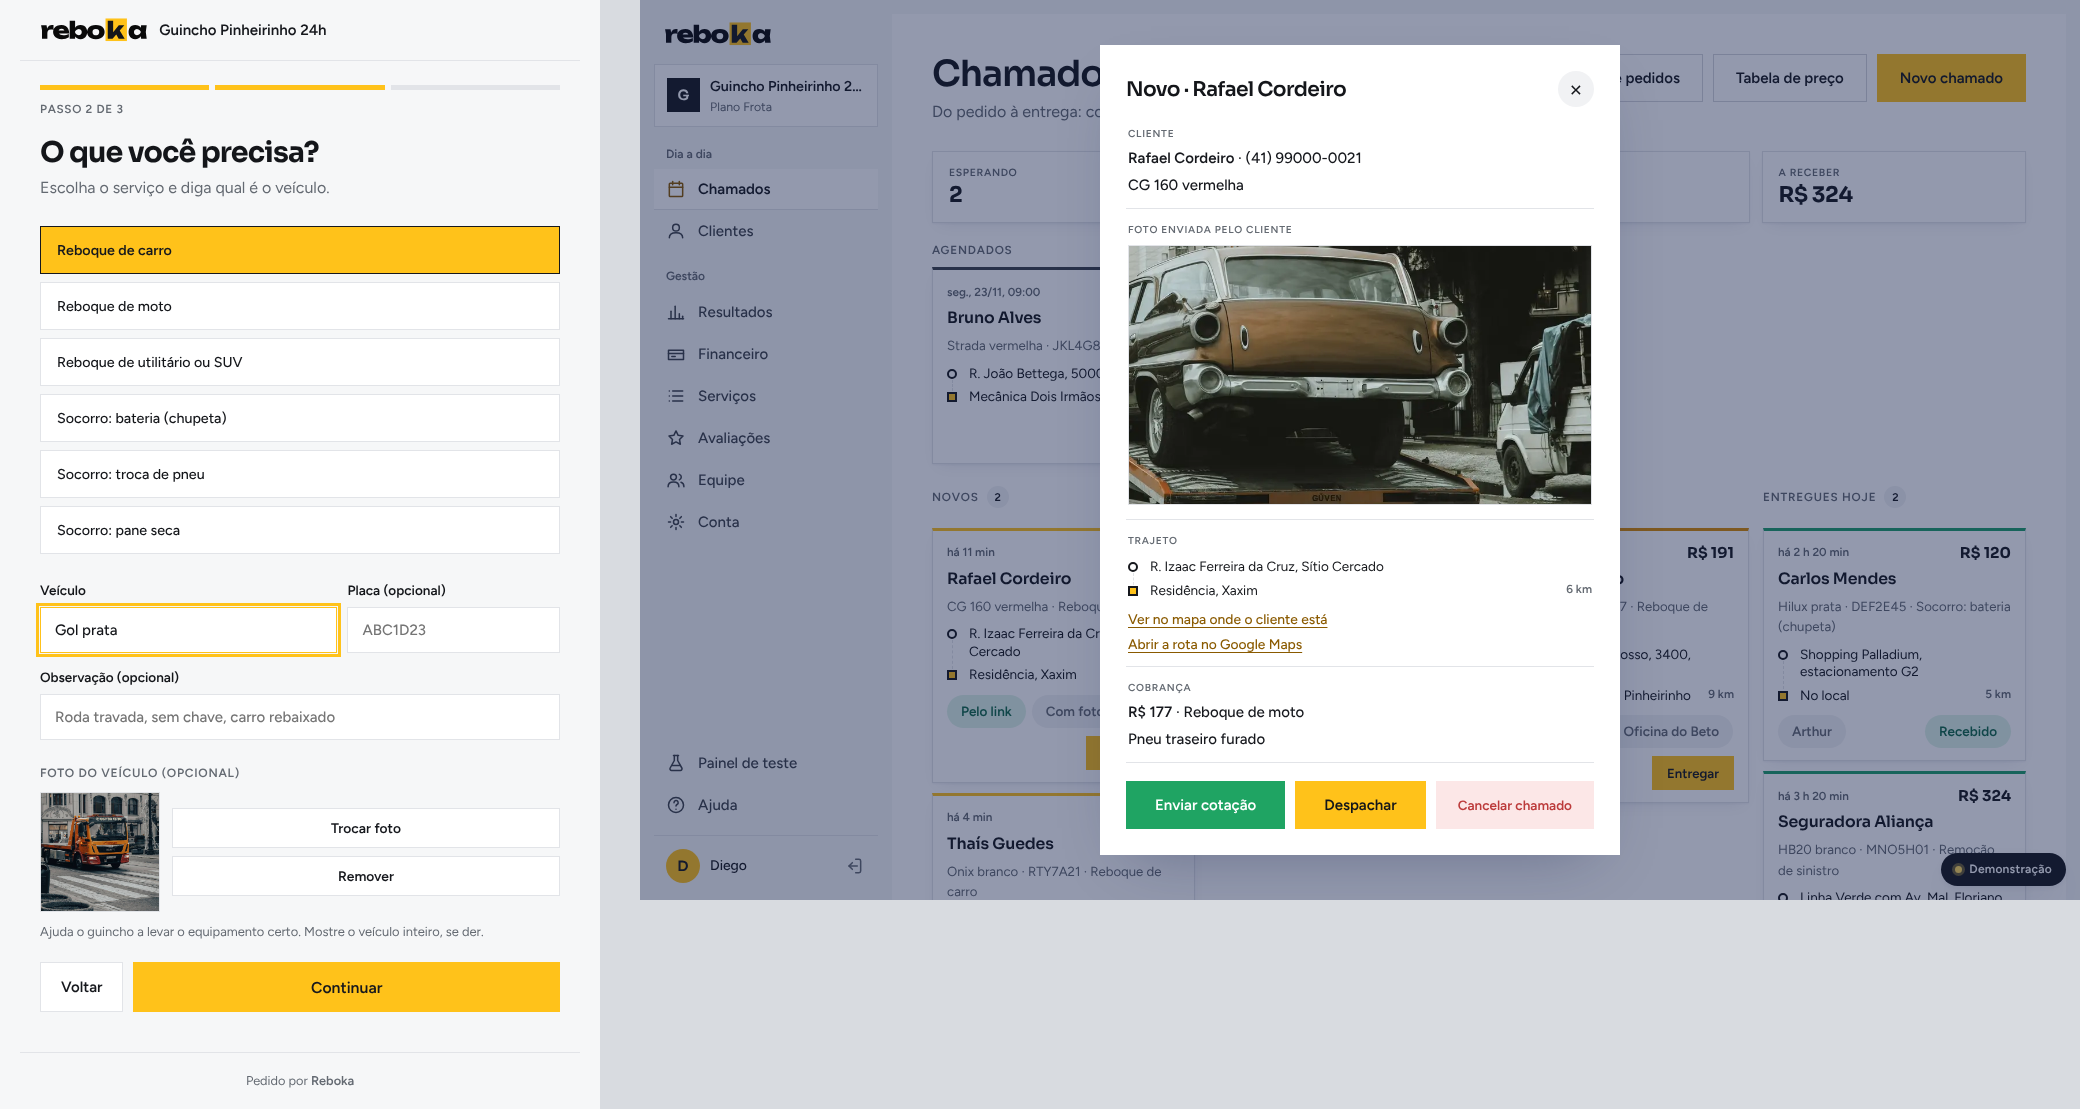 reboka Guincho Pinheirinho 24h
PASSO 2 DE 3
O que você precisa?
Escolha o serviço e diga qual é o veículo.
Reboque de carro
Reboque de moto
Reboque de utilitário ou SUV
Socorro: bateria (chupeta)
Socorro: troca de pneu
Socorro: pane seca
Veículo
Placa (opcional)
Gol prata
ABC1D23
Observação (opcional)
Roda travada, sem chave, carro rebaixado
FOTO DO VEÍCULO (OPCIONAL)
Trocar foto
Remover
Ajuda o guincho a levar o equipamento certo. Mostre o veículo inteiro, se der.
Voltar
Continuar
Pedido por Reboka
reboka
G
Guincho Pinheirinho 2...
Plano Frota
Dia a dia
Chamados
Clientes
Gestão
Resultados
Financeiro
Serviços
Avaliações
Equipe
Conta
Painel de teste
Ajuda
D Diego
Chamado
Do pedido à entrega:
pedidos
Tabela de preço
Novo chamado
ESPERANDO
2
A RECEBER
R$ 324
AGENDADOS
seg., 23/11, 09:00
Bruno Alves
Strada vermelha · JKL4G8
R. João Bettega, 5000
Mecânica Dois Irmãos
NOVOS 2
há 11 min
Rafael Cordeiro
CG 160 vermelha · Reboqu
R. Izaac Ferreira da Cr
Cercado
Residência, Xaxim
Pelo link
Com foto
há 4 min
Thaís Guedes
Onix branco · RTY7A21 · Reboque de
carro
Novo · Rafael Cordeiro
CLIENTE
Rafael Cordeiro · (41) 99000-0021
CG 160 vermelha
FOTO ENVIADA PELO CLIENTE
GÜVEN
TRAJETO
R. Izaac Ferreira da Cruz, Sítio Cercado
Residência, Xaxim
6 km
Ver no mapa onde o cliente está
Abrir a rota no Google Maps
COBRANÇA
R$ 177 · Reboque de moto
Pneu traseiro furado
Enviar cotação
Despachar
Cancelar chamado
R$ 191
7 · Reboque de
osso, 3400,
Pinheirinho
9 km
Oficina do Beto
Entregar
ENTREGUES HOJE 2
há 2 h 20 min
R$ 120
Carlos Mendes
Hilux prata · DEF2E45 · Socorro: bateria
(chupeta)
Shopping Palladium,
estacionamento G2
No local
5 km
Arthur
Recebido
há 3 h 20 min
R$ 324
Seguradora Aliança
HB20 branco · MNO5H01 · Remoção
de sinistro
Linha Verde com Av. Mal. Floriano
Demonstração